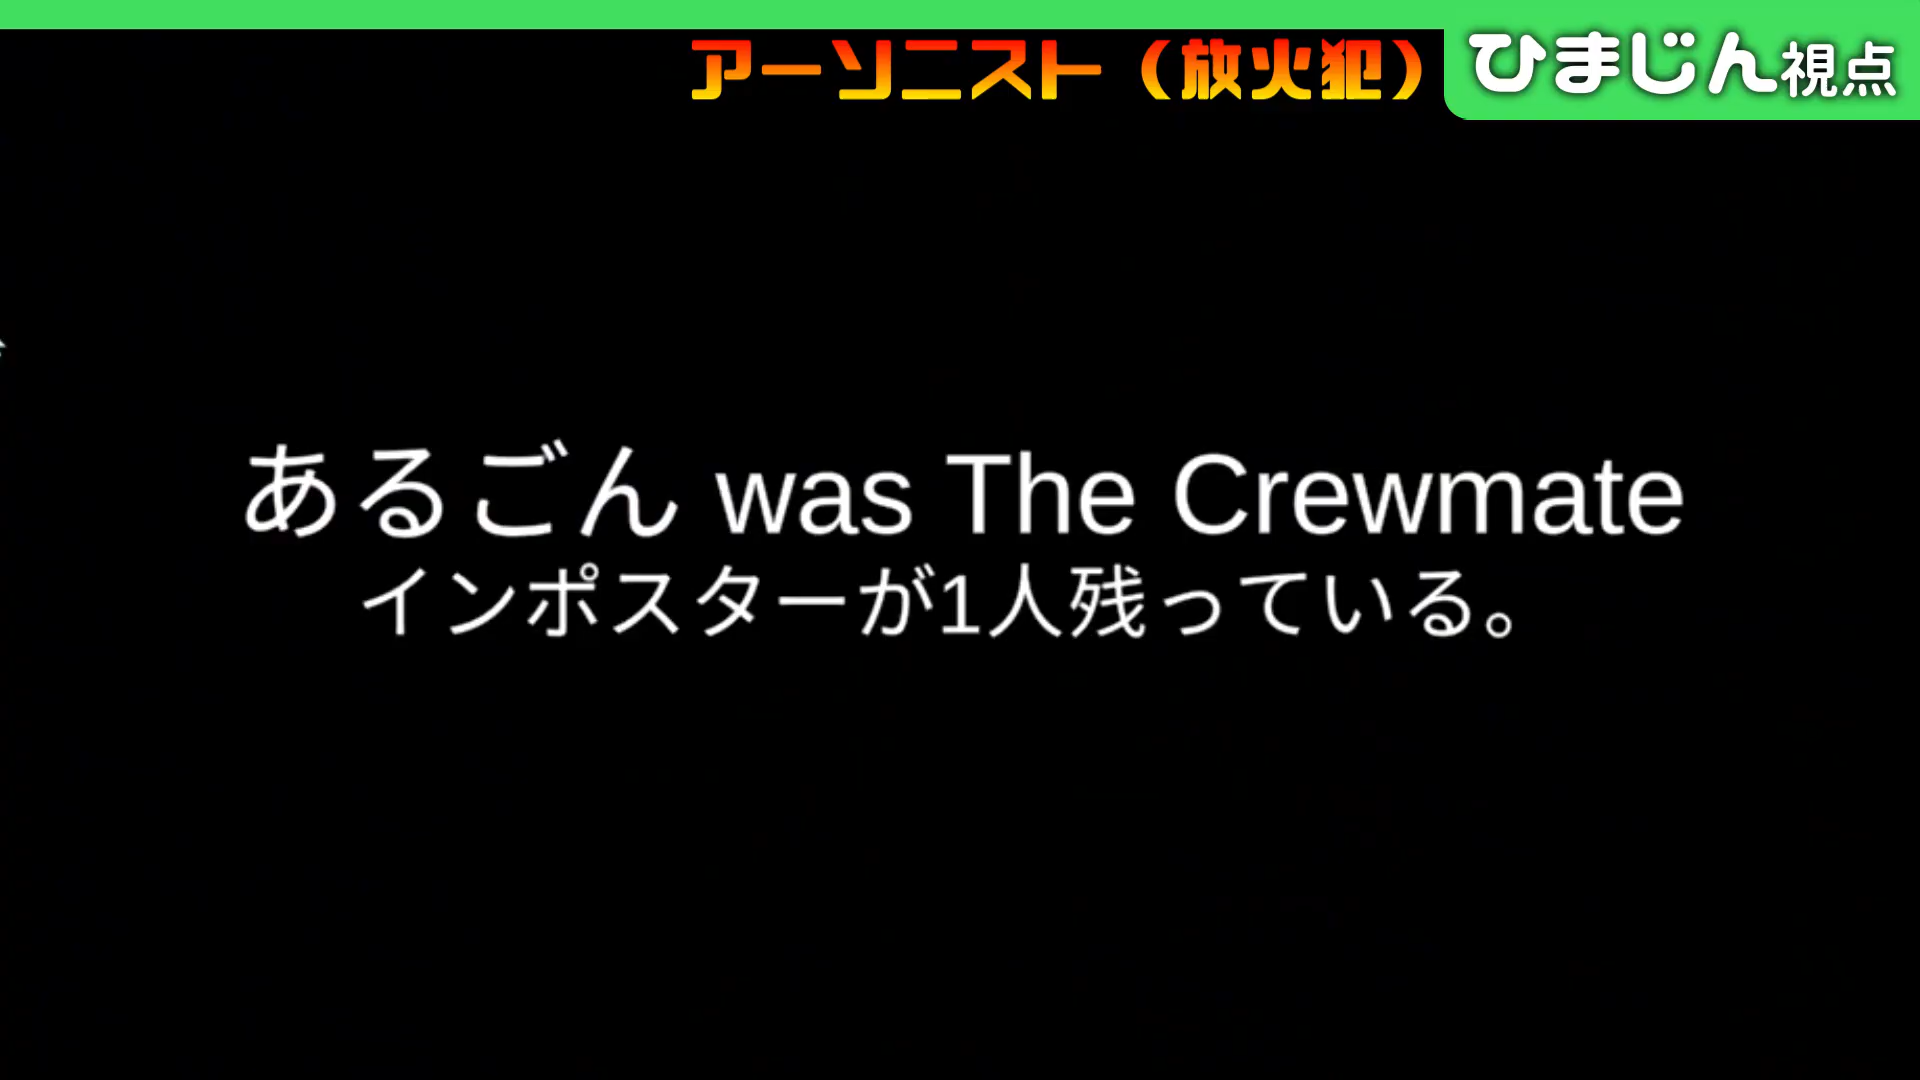 アーソニスト（放火犯）
ひまじん視点
あるごん was The Crewmate
インポスターが1人残っている。